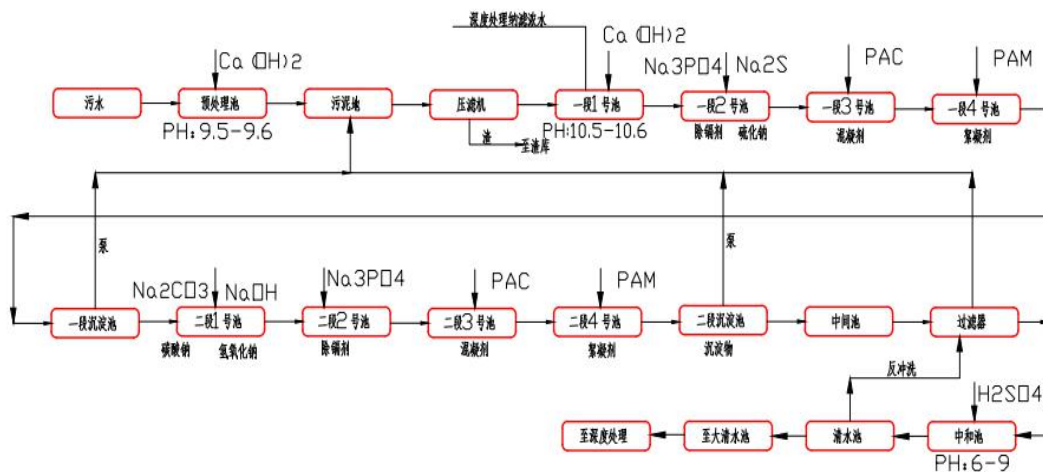 深度处理纳滤浓水
Ca(OH)2
Ca(OH)2
Na3PO4
Na2S
PAC
PAM
污水
预处理池
污泥地
压滤机
一段1号池
一段2号池
一段3号池
一段4号池
PH:9.5-9.6
渣
至渣库
PH:10.5-10.6
除镉剂
硫化钠
混凝剂
絮凝剂
泵
泵
Na2CO3
NaOH
Na3PO4
PAC
PAM
一段沉淀池
二段1号池
二段2号池
二段3号池
二段4号池
二段沉淀池
中间池
过滤器
碳酸钠
氢氧化钠
除镉剂
混凝剂
絮凝剂
沉淀物
反冲洗
H2SO4
至深度处理
至大清水池
清水池
中和池
PH:6-9